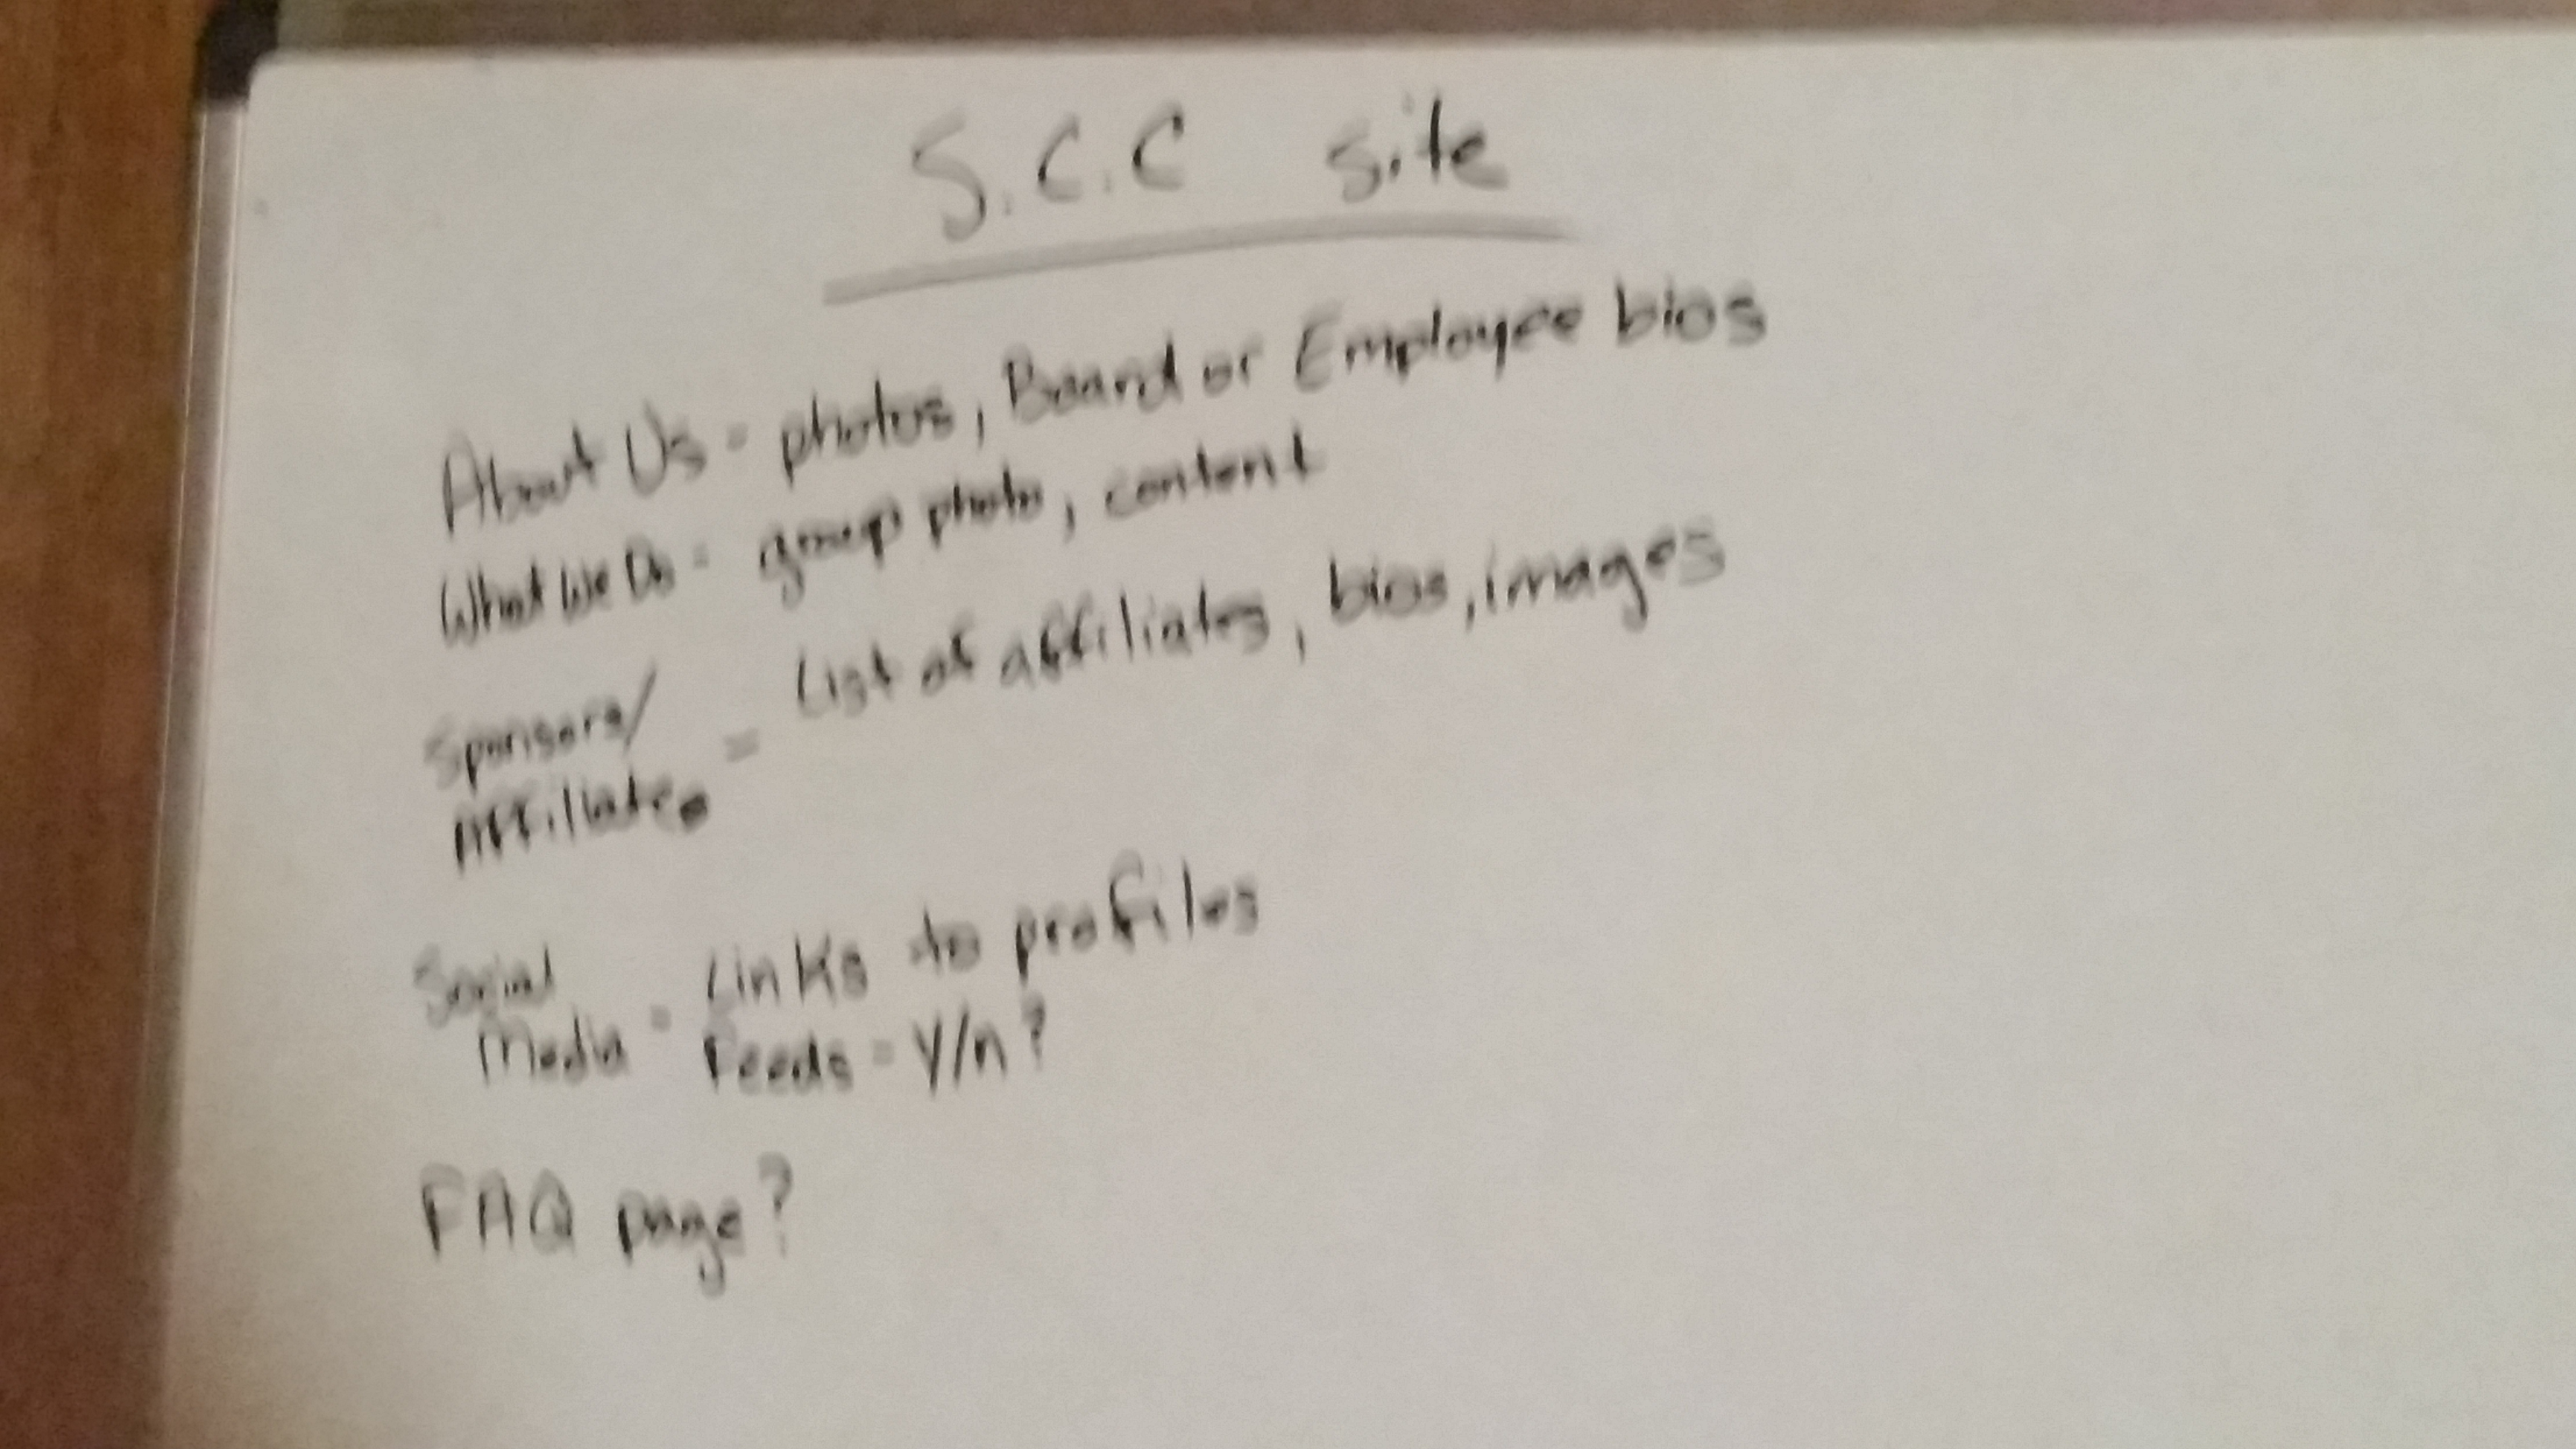 S.C.C site
About Us = photos, Board or Employee bios
What We Do = group photo, content
Sponsors/
Affiliates = List of affiliates, bios, images
Social
Media = Links to profiles
Feeds = y/n?
FAQ page?